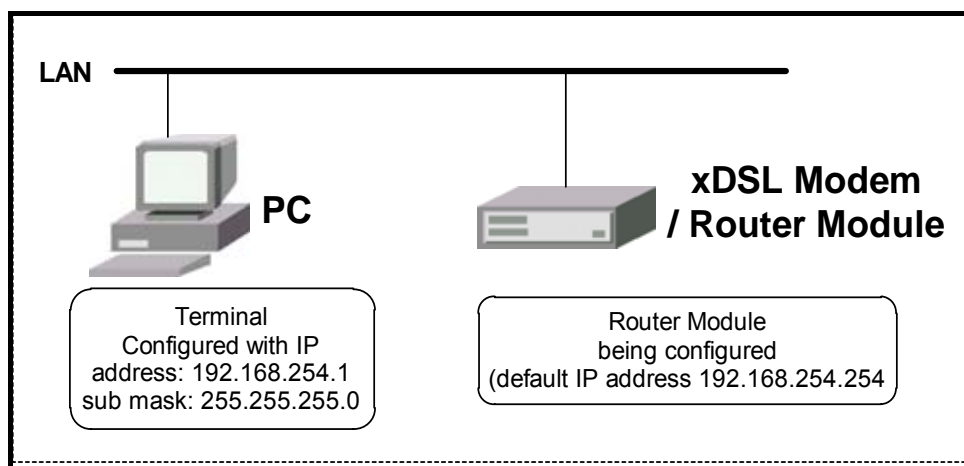 LAN
PC
xDSL Modem
/ Router Module
Terminal
Configured with IP
address: 192.168.254.1
sub mask: 255.255.255.0
Router Module
being configured
(default IP address 192.168.254.254